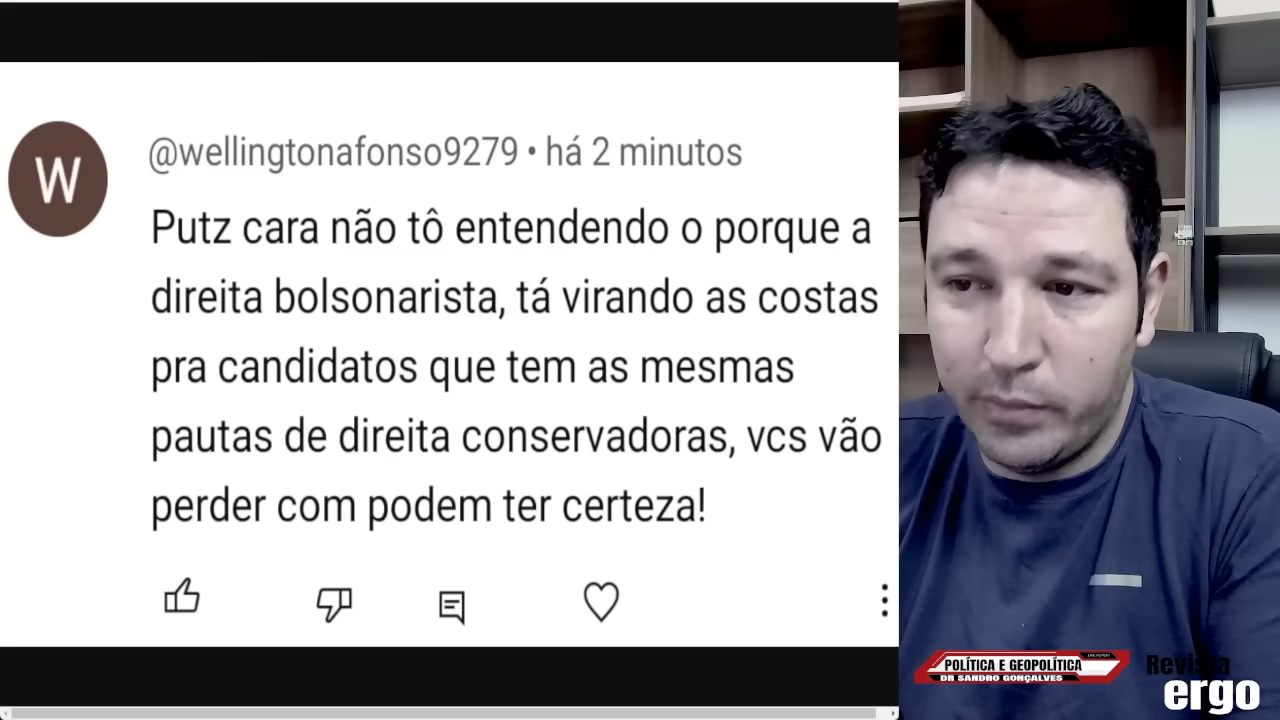 W
@wellingtonafonso9279 • há 2 minutos
Putz cara não tô entendendo o porque a
direita bolsonarista, tá virando as costas
pra candidatos que tem as mesmas
pautas de direita conservadoras, vcs vão
perder com podem ter certeza!
POLÍTICA E GEOPOLÍTICA
DR SANDRO GONÇALVES
Revista
ergo